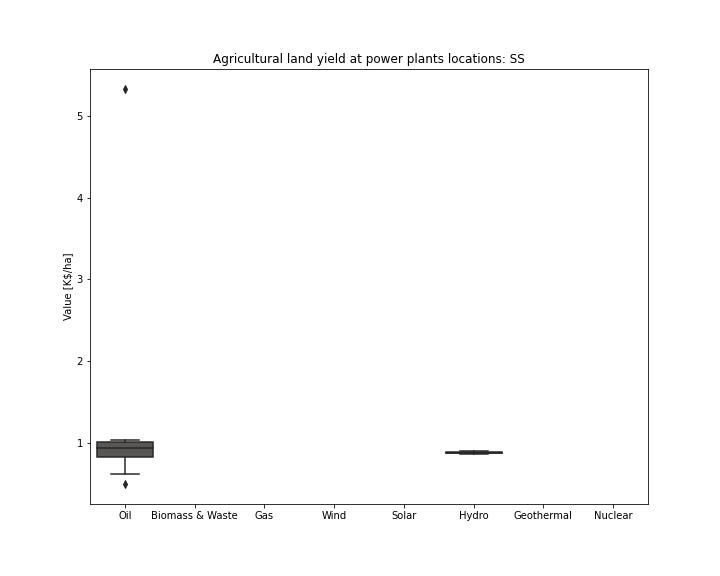 Agricultural land yield at power plants locations: SS
Value [K$/ha]
5
4
3
2
1
Oil Biomass & Waste Gas Wind Solar Hydro Geothermal Nuclear